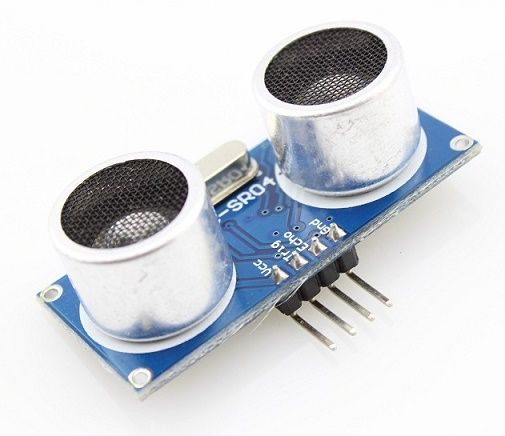 -SR04
Vcc
Trig
Echo
Gnd